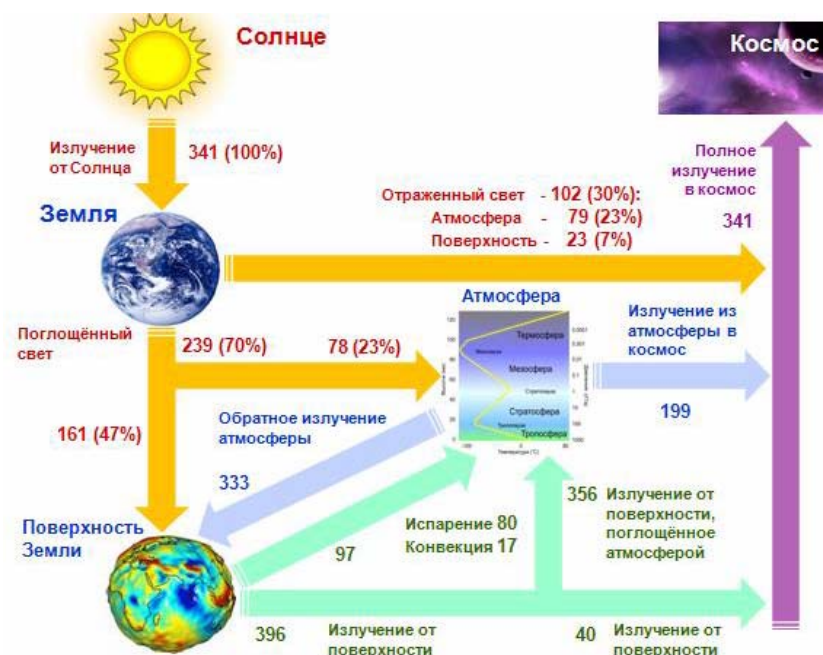 Солнце
Космос
Излучение
от Солнца
341 (100%)
Полное
излучение
в космос
341
Отраженный свет - 102 (30%):
Атмосфера - 79 (23%)
Поверхность - 23 (7%)
Земля
Атмосфера
Излучение из
атмосферы в
космос
199
Поглощённый
свет
239 (70%)
78 (23%)
Термосфера
Мезосфера
Стратосфера
Тропосфера
Температура (°C)
161 (47%)
Обратное излучение
атмосферы
333
Поверхность
Земли
97
Испарение 80
Конвекция 17
356 Излучение от
поверхности,
поглощённое
атмосферой
396 Излучение от
поверхности
40 Излучение от
поверхности